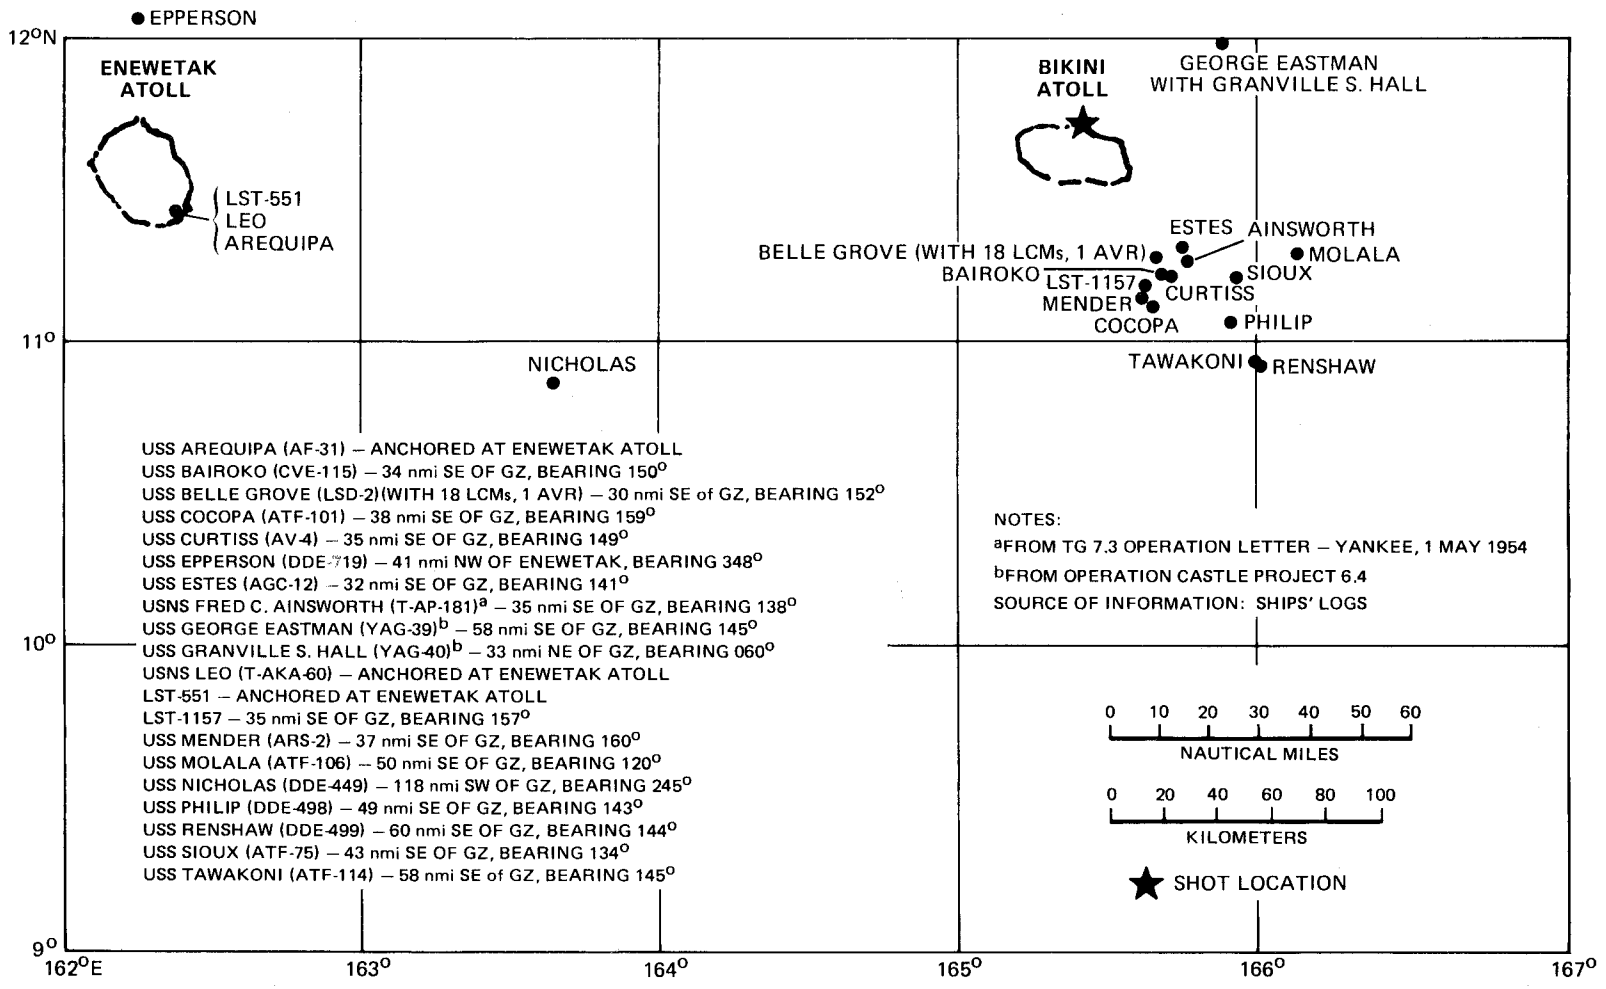 EPPERSON
12°N
ENEWETAK
ATOLL
BIKINI
ATOLL
GEORGE EASTMAN
WITH GRANVILLE S. HALL
LST-551
LEO
AREQUIPA
ESTES
AINSWORTH
BELLE GROVE (WITH 18 LCMs, 1 AVR)
MOLALA
BAIROKO
SIOUX
LST-1157
CURTISS
MENDER
COCOPA
PHILIP
11°
TAWAKONI
RENSHAW
NICHOLAS
USS AREQUIPA (AF-31) – ANCHORED AT ENEWETAK ATOLL
USS BAIROKO (CVE-115) – 34 nmi SE OF GZ, BEARING 150°
USS BELLE GROVE (LSD-2)(WITH 18 LCMs, 1 AVR) – 30 nmi SE of GZ, BEARING 152°
USS COCOPA (ATF-101) – 38 nmi SE OF GZ, BEARING 159°
USS CURTISS (AV-4) – 35 nmi SE OF GZ, BEARING 149°
USS EPPERSON (DDE-719) – 41 nmi NW OF ENEWETAK, BEARING 348°
USS ESTES (AGC-12) – 32 nmi SE OF GZ, BEARING 141°
USNS FRED C. AINSWORTH (T-AP-181)ª – 35 nmi SE OF GZ, BEARING 138°
USS GEORGE EASTMAN (YAG-39)ᵇ – 58 nmi SE OF GZ, BEARING 145°
USS GRANVILLE S. HALL (YAG-40)ᵇ – 33 nmi NE OF GZ, BEARING 060°
USNS LEO (T-AKA-60) – ANCHORED AT ENEWETAK ATOLL
LST-551 – ANCHORED AT ENEWETAK ATOLL
LST-1157 – 35 nmi SE OF GZ, BEARING 157°
USS MENDER (ARS-2) – 37 nmi SE OF GZ, BEARING 160°
USS MOLALA (ATF-106) – 50 nmi SE OF GZ, BEARING 120°
USS NICHOLAS (DDE-449) – 118 nmi SW OF GZ, BEARING 245°
USS PHILIP (DDE-498) – 49 nmi SE OF GZ, BEARING 143°
USS RENSHAW (DDE-499) – 60 nmi SE OF GZ, BEARING 144°
USS SIOUX (ATF-75) – 43 nmi SE OF GZ, BEARING 134°
USS TAWAKONI (ATF-114) – 58 nmi SE of GZ, BEARING 145°
NOTES:
ªFROM TG 7.3 OPERATION LETTER – YANKEE, 1 MAY 1954
ᵇFROM OPERATION CASTLE PROJECT 6.4
SOURCE OF INFORMATION: SHIPS' LOGS
10°
0 10 20 30 40 50 60
NAUTICAL MILES
0 20 40 60 80 100
KILOMETERS
SHOT LOCATION
9°
162°E 163° 164° 165° 166° 167°